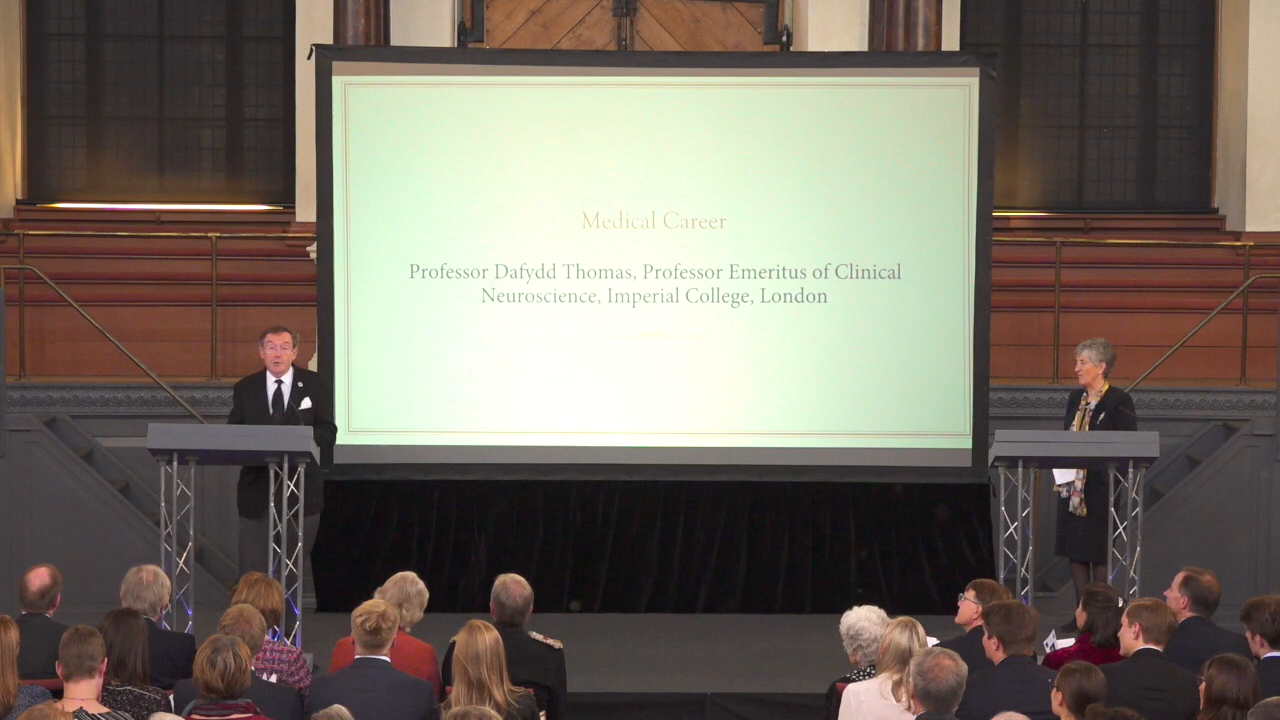 Medical Career
Professor Dafydd Thomas, Professor Emeritus of Clinical
Neuroscience, Imperial College, London